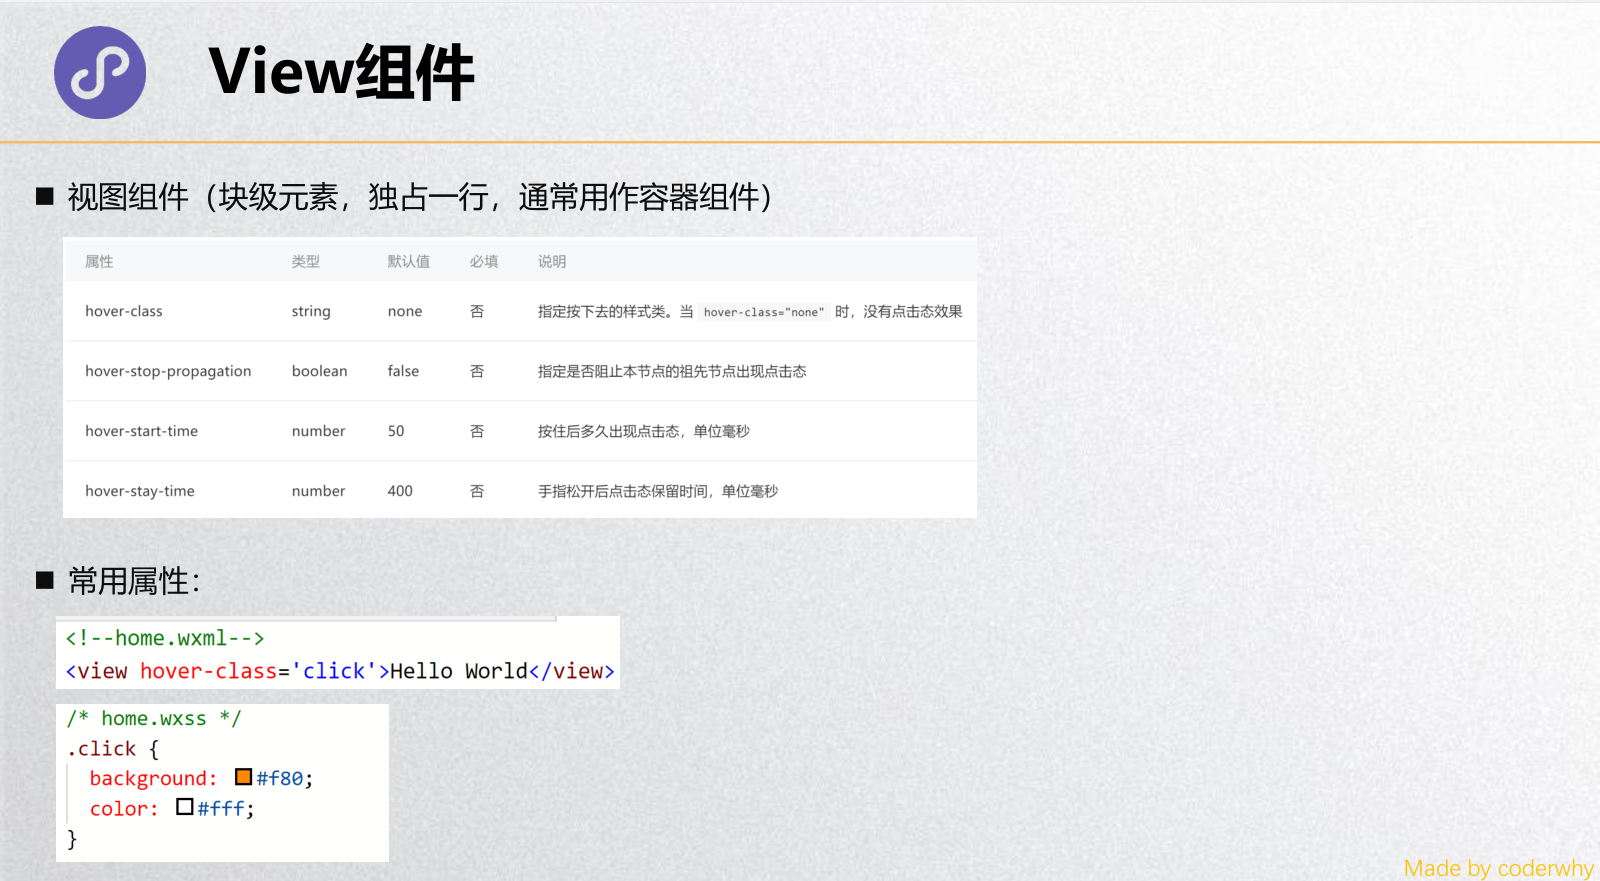 View组件
视图组件（块级元素，独占一行，通常用作容器组件）
属性 类型 默认值 必填 说明
hover-class string none 否 指定按下去的样式类。当 hover-class="none" 时，没有点击态效果
hover-stop-propagation boolean false 否 指定是否阻止本节点的祖先节点出现点击态
hover-start-time number 50 否 按住后多久出现点击态，单位毫秒
hover-stay-time number 400 否 手指松开后点击态保留时间，单位毫秒
常用属性：
<!--home.wxml-->
<view hover-class='click'>Hello World</view>
/* home.wxss */
.click {
background: #f80;
color: #fff;
}
Made by coderwhy